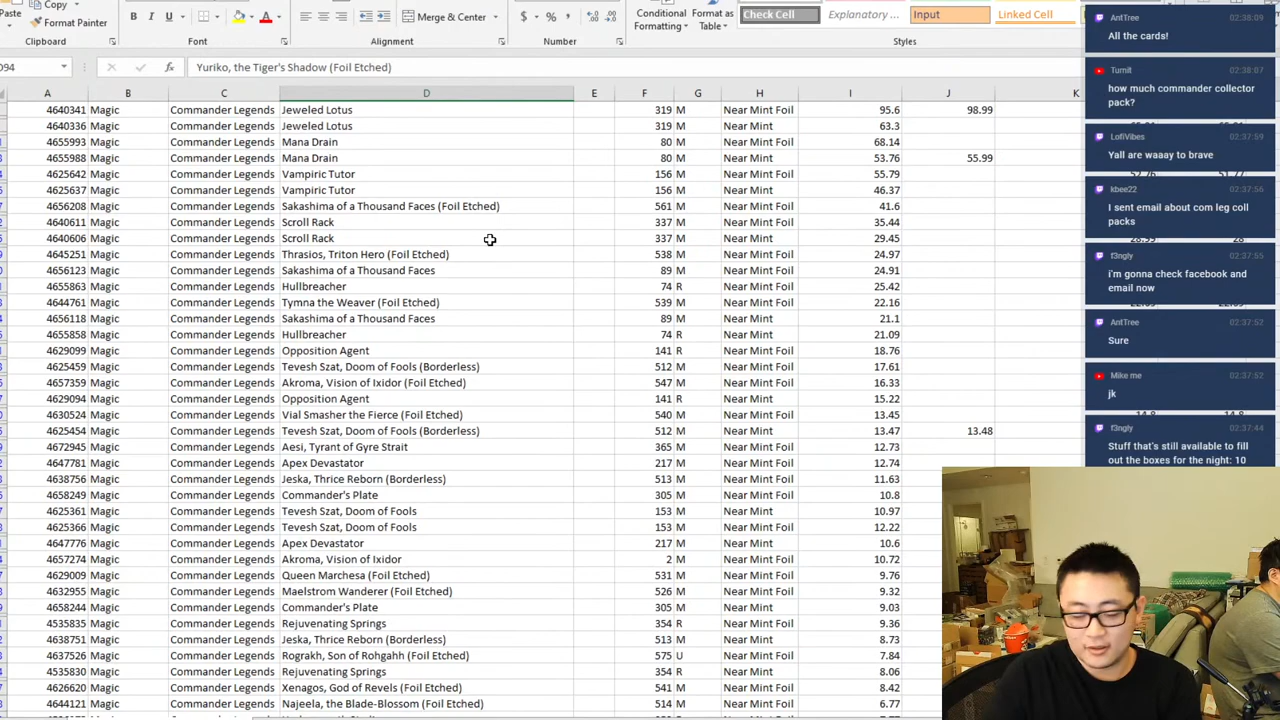 Copy
Paste
Clipboard
B I U
Font
Merge & Center
Alignment
$ % ,
Number
Conditional Formatting
Format as Table
Check Cell
Explanatory ...
Input
Linked Cell
Styles
Yuriko, the Tiger's Shadow (Foil Etched)
A B C D E F G H I J K
4640341 Magic Commander Legends Jeweled Lotus 319 M Near Mint Foil 95.6 98.99
4640336 Magic Commander Legends Jeweled Lotus 319 M Near Mint 63.3
4655993 Magic Commander Legends Mana Drain 80 M Near Mint Foil 68.14
4655988 Magic Commander Legends Mana Drain 80 M Near Mint 53.76 55.99
4625642 Magic Commander Legends Vampiric Tutor 156 M Near Mint Foil 55.79
4625637 Magic Commander Legends Vampiric Tutor 156 M Near Mint 46.37
4656208 Magic Commander Legends Sakashima of a Thousand Faces (Foil Etched) 561 M Near Mint Foil 41.6
4640611 Magic Commander Legends Scroll Rack 337 M Near Mint Foil 35.44
4640606 Magic Commander Legends Scroll Rack 337 M Near Mint 29.45
4645251 Magic Commander Legends Thrasios, Triton Hero (Foil Etched) 538 M Near Mint Foil 24.97
4656123 Magic Commander Legends Sakashima of a Thousand Faces 89 M Near Mint Foil 24.91
4655863 Magic Commander Legends Hullbreacher 74 R Near Mint Foil 25.42
4644761 Magic Commander Legends Tymna the Weaver (Foil Etched) 539 M Near Mint Foil 22.16
4656118 Magic Commander Legends Sakashima of a Thousand Faces 89 M Near Mint 21.1
4655858 Magic Commander Legends Hullbreacher 74 R Near Mint 21.09
4629099 Magic Commander Legends Opposition Agent 141 R Near Mint Foil 18.76
4625459 Magic Commander Legends Tevesh Szat, Doom of Fools (Borderless) 512 M Near Mint Foil 17.61
4657359 Magic Commander Legends Akroma, Vision of Ixidor (Foil Etched) 547 M Near Mint Foil 16.33
4629094 Magic Commander Legends Opposition Agent 141 R Near Mint 15.22
4630524 Magic Commander Legends Vial Smasher the Fierce (Foil Etched) 540 M Near Mint Foil 13.45
4625454 Magic Commander Legends Tevesh Szat, Doom of Fools (Borderless) 512 M Near Mint 13.47 13.48
4672945 Magic Commander Legends Aesi, Tyrant of Gyre Strait 365 M Near Mint Foil 12.73
4647781 Magic Commander Legends Apex Devastator 217 M Near Mint Foil 12.74
4638756 Magic Commander Legends Jeska, Thrice Reborn (Borderless) 513 M Near Mint Foil 11.63
4658249 Magic Commander Legends Commander's Plate 305 M Near Mint Foil 10.8
4625361 Magic Commander Legends Tevesh Szat, Doom of Fools 153 M Near Mint 10.97
4625366 Magic Commander Legends Tevesh Szat, Doom of Fools 153 M Near Mint Foil 12.22
4647776 Magic Commander Legends Apex Devastator 217 M Near Mint 10.6
4657274 Magic Commander Legends Akroma, Vision of Ixidor 2 M Near Mint Foil 10.72
4629009 Magic Commander Legends Queen Marchesa (Foil Etched) 531 M Near Mint Foil 9.76
4632955 Magic Commander Legends Maelstrom Wanderer (Foil Etched) 526 M Near Mint Foil 9.32
4658244 Magic Commander Legends Commander's Plate 305 M Near Mint 9.03
4535835 Magic Commander Legends Rejuvenating Springs 354 R Near Mint Foil 9.36
4638751 Magic Commander Legends Jeska, Thrice Reborn (Borderless) 513 M Near Mint 8.73
4637526 Magic Commander Legends Rograkh, Son of Rohgahh (Foil Etched) 575 U Near Mint Foil 7.84
4535830 Magic Commander Legends Rejuvenating Springs 354 R Near Mint 8.06
4626620 Magic Commander Legends Xenagos, God of Revels (Foil Etched) 541 M Near Mint Foil 8.42
4644121 Magic Commander Legends Najeela, the Blade-Blossom (Foil Etched) 514 M Near Mint Foil 6.77
AntTree 02:38:09
All the cards!
Tumit 02:38:07
how much commander collector
pack?
LofiVibes 02:37:59
Yall are waaay to brave
kbee22 02:37:56
I sent email about com leg coll
packs
f3ngly 02:37:55
i'm gonna check facebook and
email now
AntTree 02:37:52
Sure
Mike me 02:37:52
jk
f3ngly 02:37:44
Stuff that's still available to fill
out the boxes for the night: 10